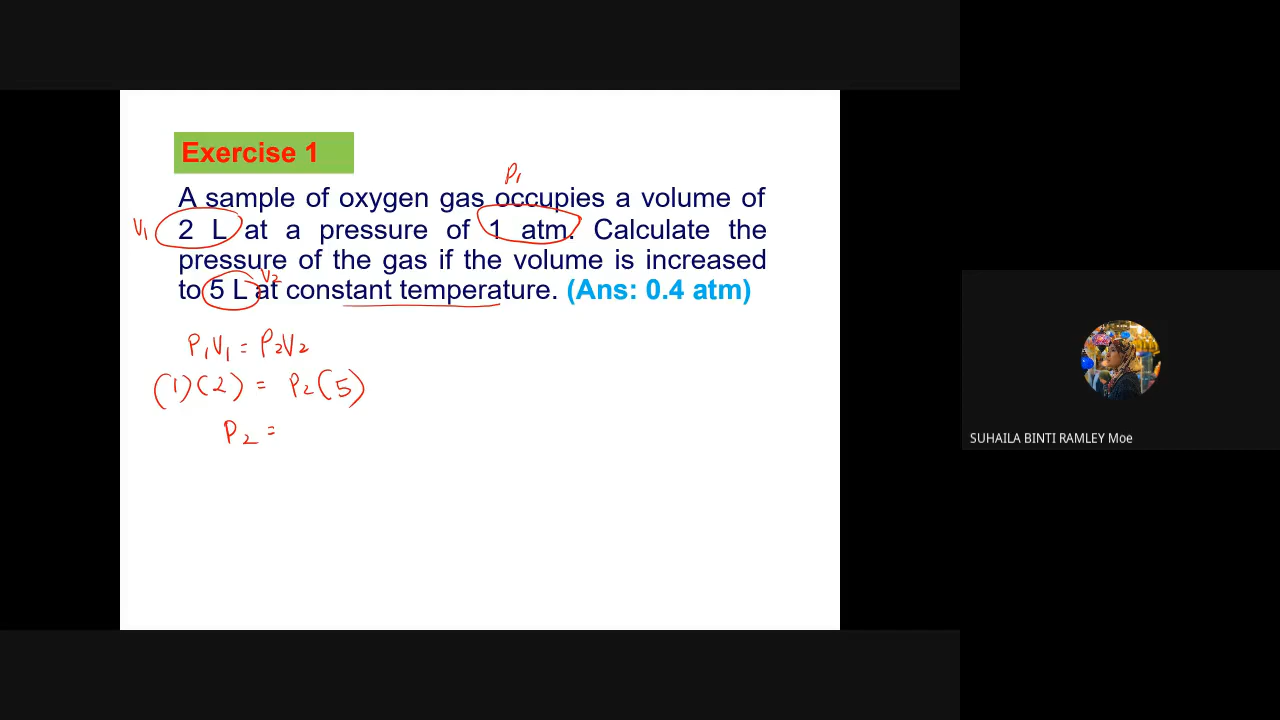 Exercise 1
P1
A sample of oxygen gas occupies a volume of
V1 2 L at a pressure of 1 atm. Calculate the
pressure of the gas if the volume is increased
V2
to 5 L at constant temperature. (Ans: 0.4 atm)
P1V1 = P2V2
(1)(2) = P2(5)
P2 =
SUHAILA BINTI RAMLEY Moe